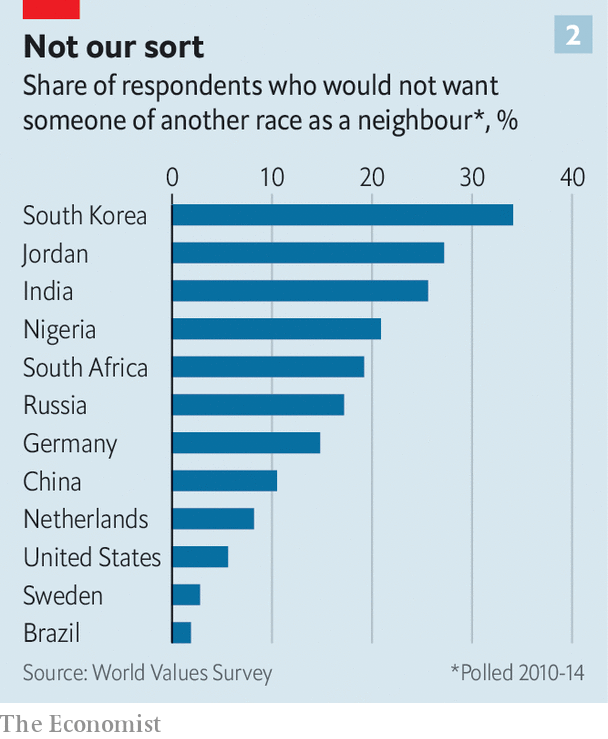 Not our sort
2
Share of respondents who would not want
someone of another race as a neighbour*, %
0 10 20 30 40
South Korea
Jordan
India
Nigeria
South Africa
Russia
Germany
China
Netherlands
United States
Sweden
Brazil
Source: World Values Survey *Polled 2010-14
The Economist